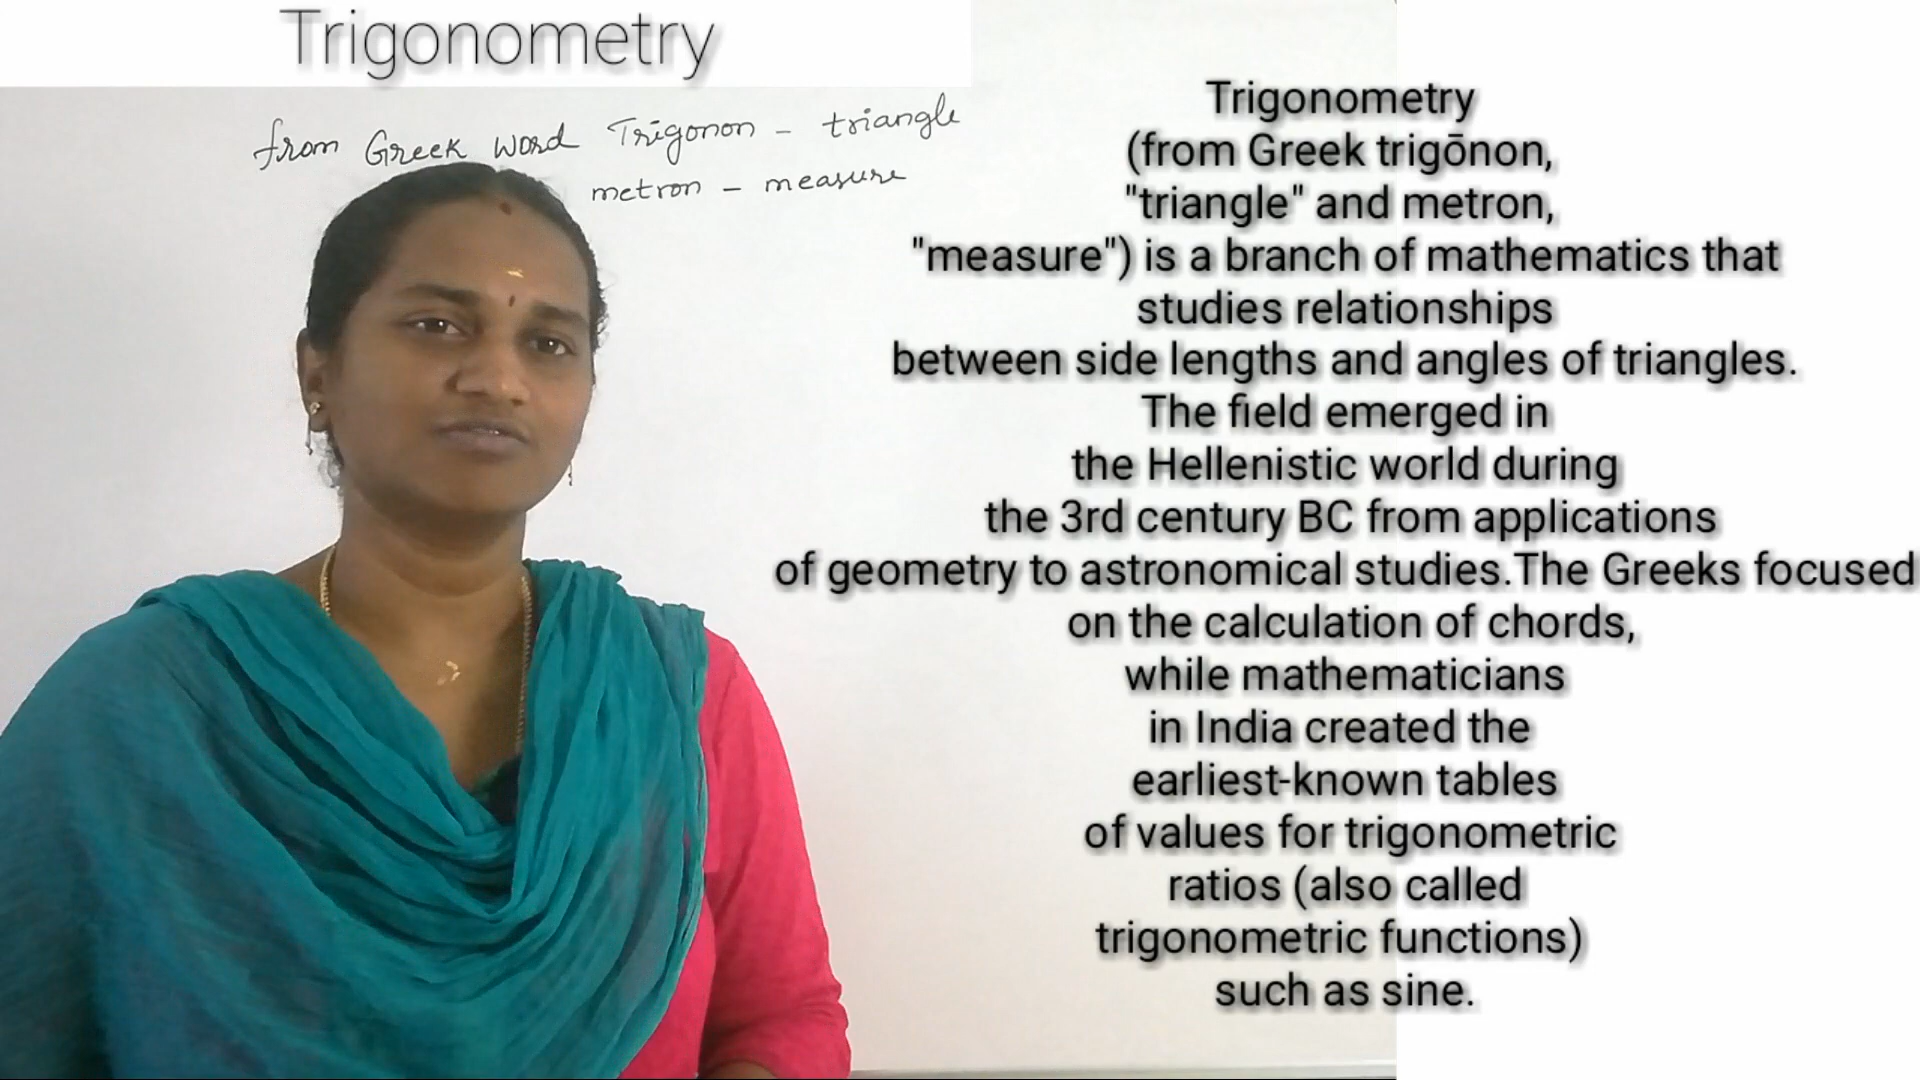 Trigonometry
from Greek word Trigonon - triangle
metron - measure
Trigonometry
(from Greek trigōnon,
"triangle" and metron,
"measure") is a branch of mathematics that
studies relationships
between side lengths and angles of triangles.
The field emerged in
the Hellenistic world during
the 3rd century BC from applications
of geometry to astronomical studies.The Greeks focused
on the calculation of chords,
while mathematicians
in India created the
earliest-known tables
of values for trigonometric
ratios (also called
trigonometric functions)
such as sine.